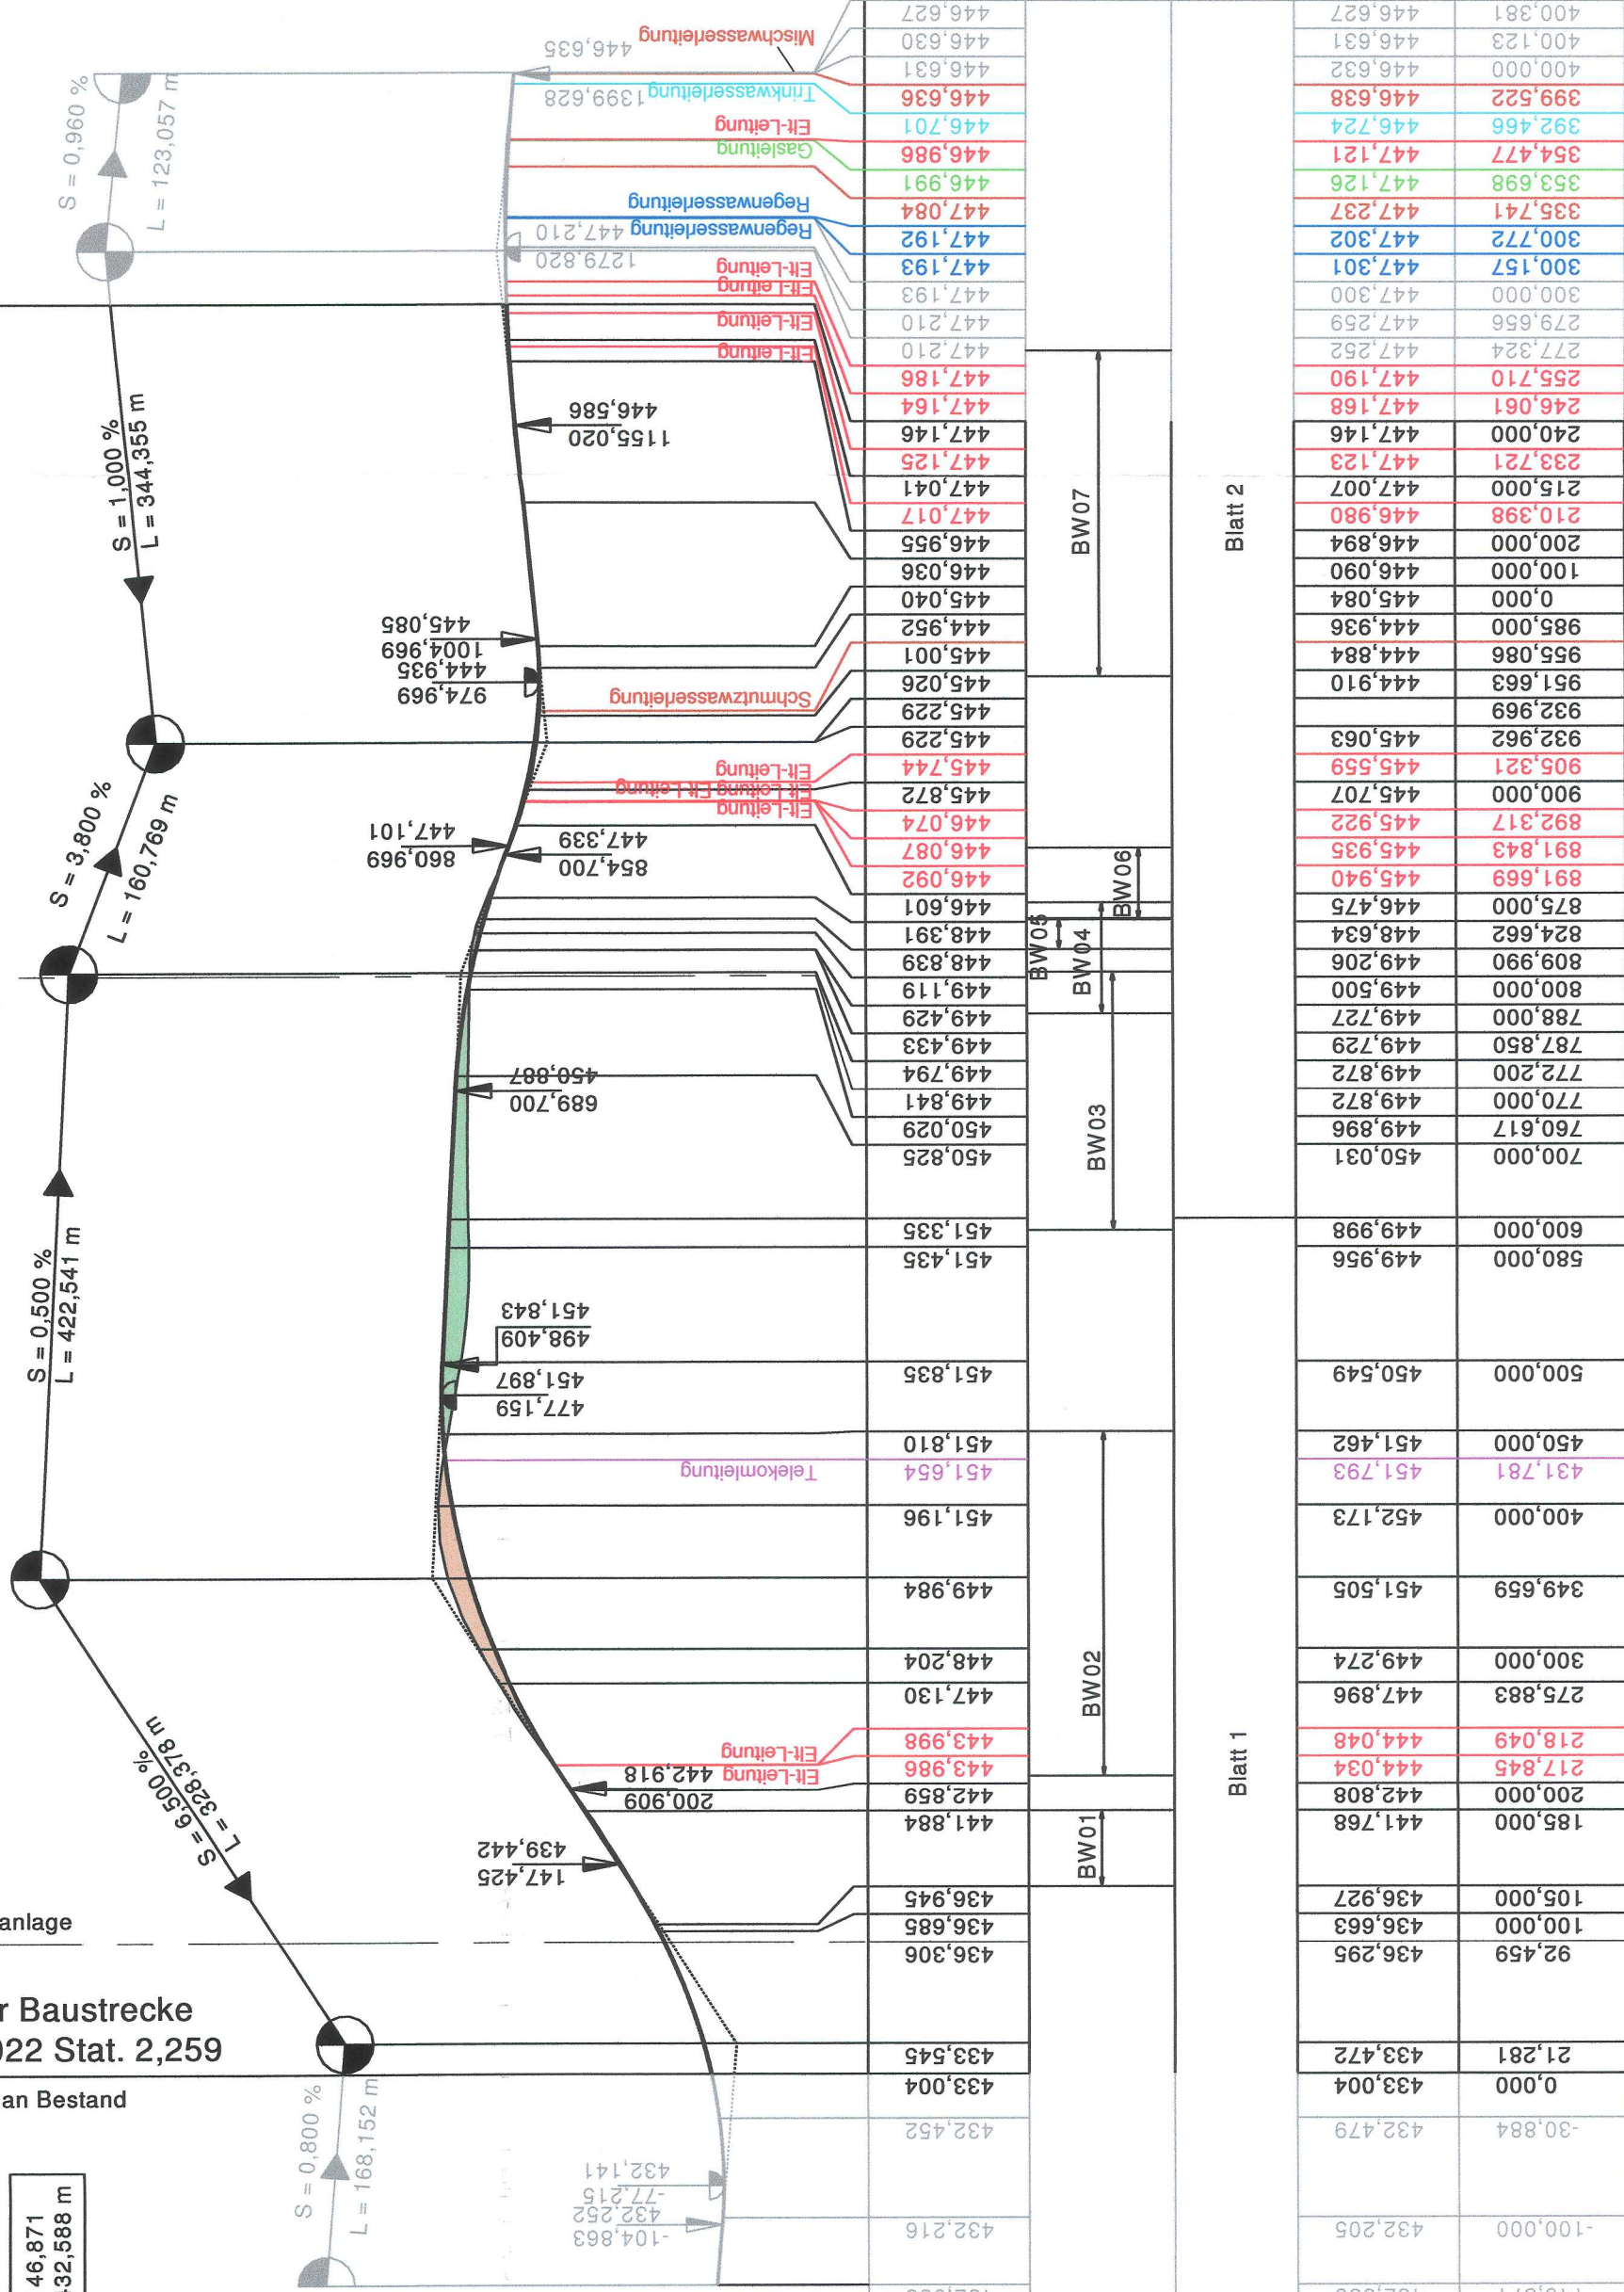 S = 0,960 %
L = 123,057 m
S = 1,000 %
L = 344,355 m
S = 3,800 %
L = 160,769 m
S = 0,500 %
L = 422,541 m
S = 6,500 %
L = 328,378 m
S = 0,800 %
L = 168,152 m
anlage
r Baustrecke
022 Stat. 2,259
an Bestand
46,871
432,588 m
446,635
1399,628
447,210
1279,820
446,586
1155,020
445,085
1004,969
444,935
974,969
447,101
860,969
447,339
854,700
450,887
689,700
451,843
498,409
451,897
477,159
442,918
200,909
439,442
147,425
432,141
-77,215
432,252
-104,863
Mischwasserleitung
Trinkwasserleitung
Elt-Leitung
Gasleitung
Regenwasserleitung
Regenwasserleitung
Elt-Leitung
Elt-Leitung
Elt-Leitung
Elt-Leitung
Schmutzwasserleitung
Elt-Leitung
Elt-Leitung Elt-Leitung
Elt-Leitung
Telekomleitung
Elt-Leitung
Elt-Leitung
446,627 446,627 400,381
446,630 446,631 400,123
446,631 446,632 400,000
446,636 446,638 399,522
446,701 446,724 392,466
446,986 447,121 354,477
446,991 447,126 353,698
447,084 447,237 335,741
447,192 447,302 300,772
447,193 447,301 300,157
447,193 447,300 300,000
447,210 447,259 279,656
447,210 447,252 277,324
447,186 447,190 255,710
447,164 447,168 246,061
447,146 447,146 240,000
447,125 447,123 233,721
447,041 447,007 215,000
447,017 446,980 210,398
446,955 446,894 200,000
446,036 446,090 100,000
445,040 445,084 0,000
444,952 444,936 985,000
445,001 444,884 955,086
445,026 444,910 951,663
445,229 932,969
445,229 445,063 932,962
445,744 445,559 905,321
445,872 445,707 900,000
446,074 445,922 892,317
446,087 445,935 891,843
446,092 445,940 891,669
446,601 446,475 875,000
448,391 448,634 824,662
448,839 449,206 809,990
449,119 449,500 800,000
449,429 449,727 788,000
449,433 449,729 787,850
449,794 449,872 772,200
449,841 449,872 770,000
450,029 449,896 760,617
450,825 450,031 700,000
451,335 449,998 600,000
451,435 449,956 580,000
451,835 450,549 500,000
451,810 451,462 450,000
451,654 451,793 431,781
451,196 452,173 400,000
449,984 451,505 349,659
448,204 449,274 300,000
447,130 447,896 275,883
443,998 444,048 218,049
443,986 444,034 217,845
442,859 442,808 200,000
441,884 441,768 185,000
436,945 436,927 105,000
436,685 436,663 100,000
436,306 436,295 92,459
433,545 433,472 21,281
433,004 433,004 0,000
432,452 432,479 -30,884
432,216 432,205 -100,000
BW07
BW06
BW05
BW04
BW03
BW02
BW01
Blatt 2
Blatt 1